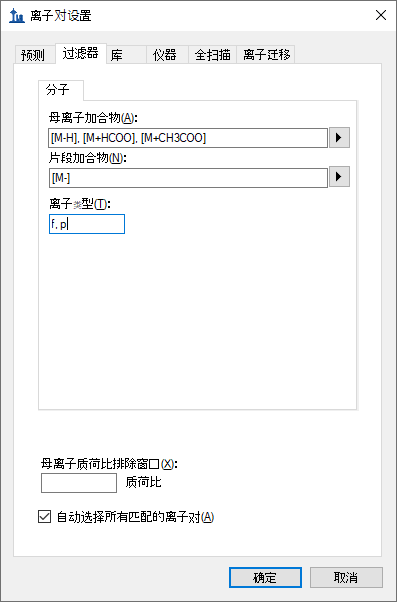 离子对设置
预测 过滤器 库 仪器 全扫描 离子迁移
分子
母离子加合物(A):
[M-H], [M+HCOO], [M+CH3COO]
片段加合物(N):
[M-]
离子类型(T):
f, p
母离子质荷比排除窗口(X):
质荷比
自动选择所有匹配的离子对(A)
确定 取消